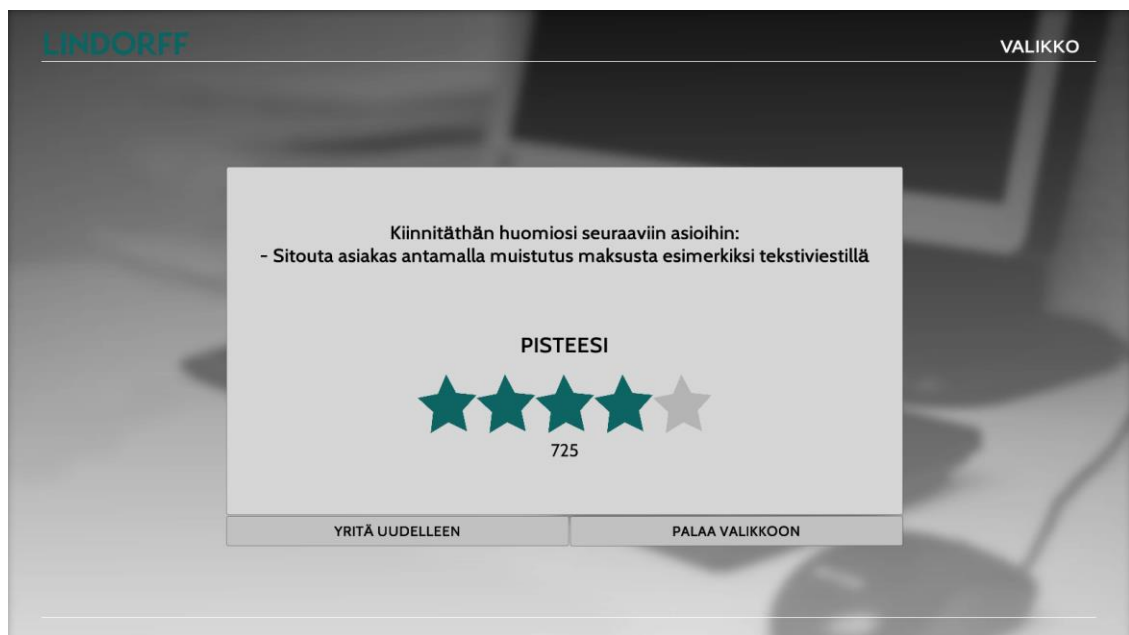 LINDORFF
VALIKKO
Kiinnitäthän huomiosi seuraaviin asioihin:
- Sitouta asiakas antamalla muistutus maksusta esimerkiksi tekstiviestillä
PISTEESI
725
YRITÄ UUDELLEEN
PALAA VALIKKOON